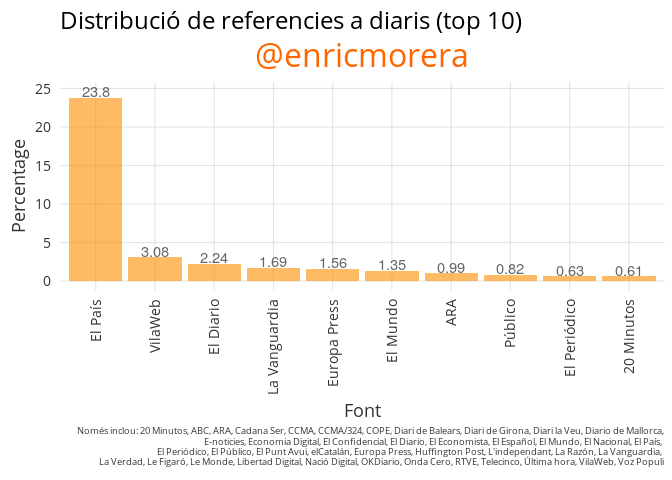 Distribució de referencies a diaris (top 10)
@enricmorera
25
20
15
10
5
0
Percentage
23.8
3.08
2.24
1.69
1.56
1.35
0.99
0.82
0.63
0.61
El País
VilaWeb
El Diario
La Vanguardia
Europa Press
El Mundo
ARA
Público
El Periódico
20 Minutos
Font
Només inclou: 20 Minutos, ABC, ARA, Cadana Ser, CCMA, CCMA/324, COPE, Diari de Balears, Diari de Girona, Diari la Veu, Diario de Mallorca,
E-noticies, Economia Digital, El Confidencial, El Diario, El Economista, El Español, El Mundo, El Nacional, El País,
El Periódico, El Público, El Punt Avui, elCatalán, Europa Press, Huffington Post, L'independant, La Razón, La Vanguardia,
La Verdad, Le Figaró, Le Monde, Libertad Digital, Nació Digital, OKDiario, Onda Cero, RTVE, Telecinco, Última hora, VilaWeb, Voz Populi